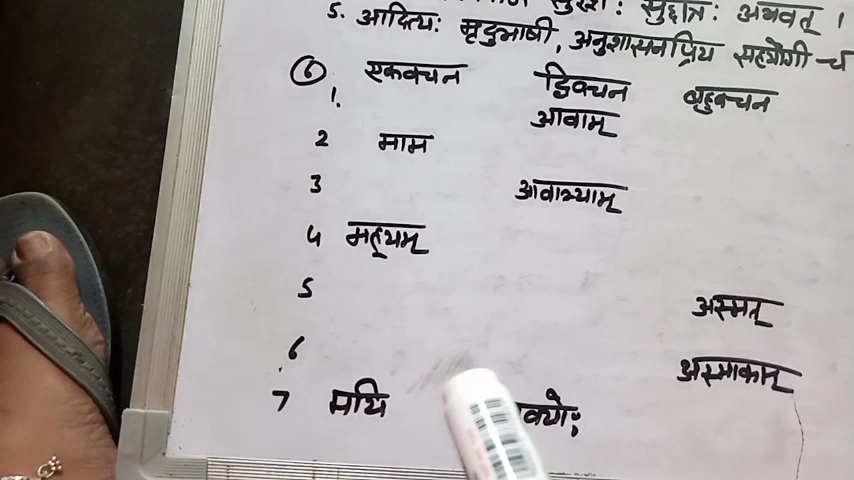 सुरेशः सुछात्रः अभवत् ।
5. आदित्यः मृदुभाषी, अनुशासनप्रिय सहयोगी च
6 एकवचन द्विवचन बहुवचन
1. आवाम्
2 माम
3 आवाभ्याम्
4 मह्यम्
5 अस्मत्
6 अस्माकम्
7 मयि